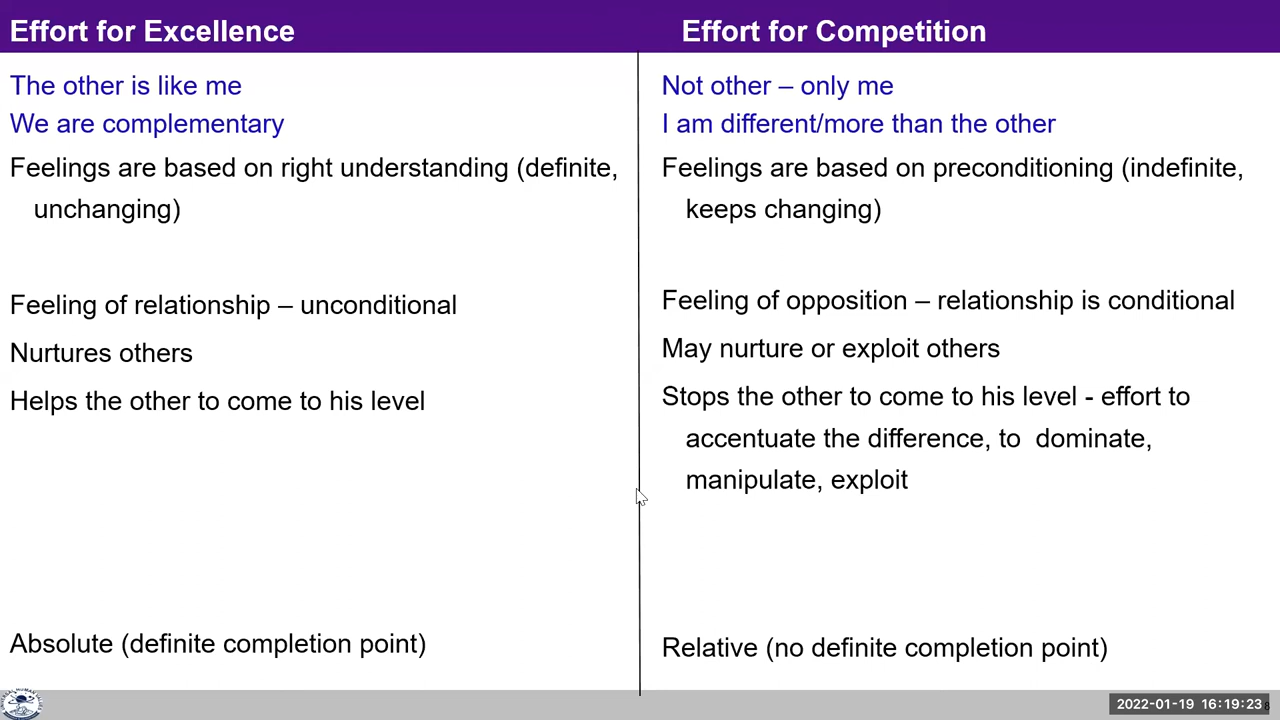 Effort for Excellence
The other is like me
We are complementary
Feelings are based on right understanding (definite,
unchanging)
Feeling of relationship – unconditional
Nurtures others
Helps the other to come to his level
Absolute (definite completion point)
Effort for Competition
Not other – only me
I am different/more than the other
Feelings are based on preconditioning (indefinite,
keeps changing)
Feeling of opposition – relationship is conditional
May nurture or exploit others
Stops the other to come to his level - effort to
accentuate the difference, to dominate,
manipulate, exploit
Relative (no definite completion point)
2022-01-19 16:19:23
8